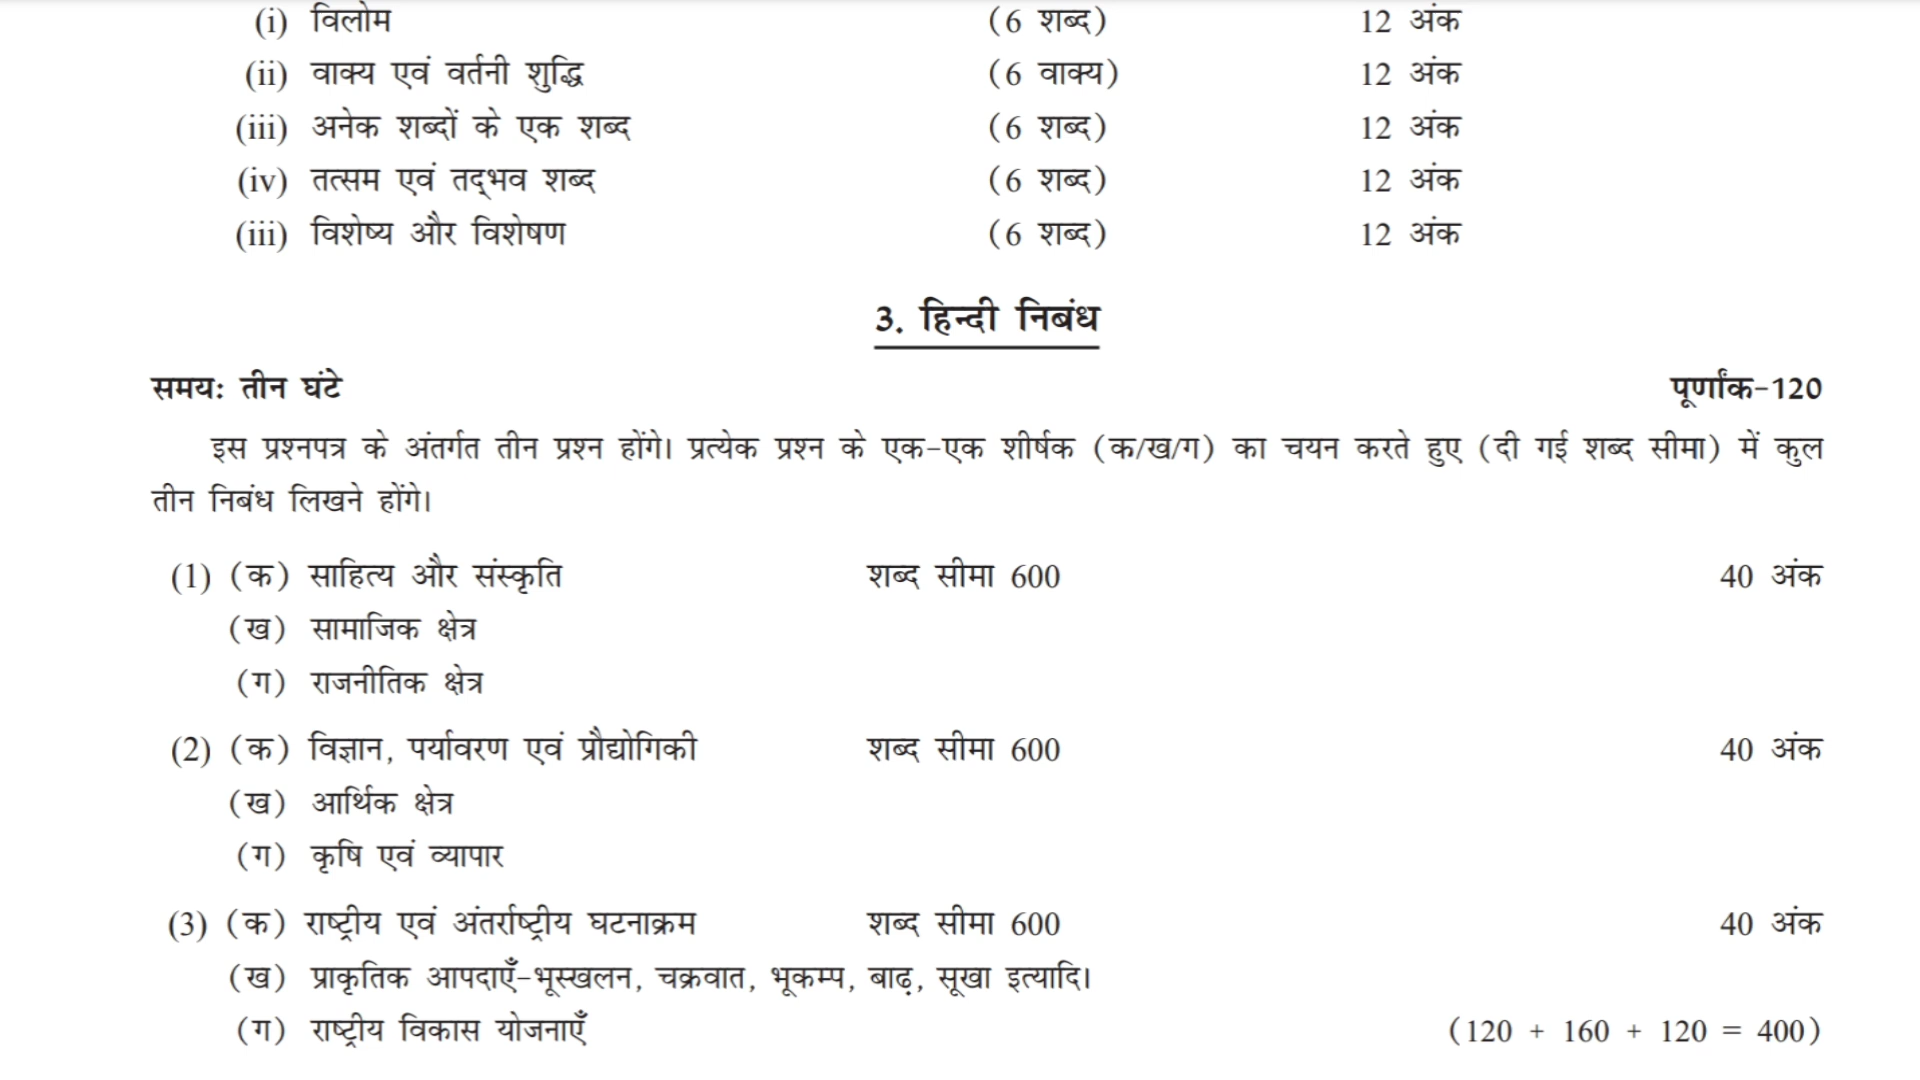 (i) विलोम (6 शब्द) 12 अंक
(ii) वाक्य एवं वर्तनी शुद्धि (6 वाक्य) 12 अंक
(iii) अनेक शब्दों के एक शब्द (6 शब्द) 12 अंक
(iv) तत्सम एवं तद्‌भव शब्द (6 शब्द) 12 अंक
(iii) विशेष्य और विशेषण (6 शब्द) 12 अंक
3. हिन्दी निबंध
समयः तीन घंटे पूर्णांक-120
इस प्रश्नपत्र के अंतर्गत तीन प्रश्न होंगे। प्रत्येक प्रश्न के एक-एक शीर्षक (क/ख/ग) का चयन करते हुए (दी गई शब्द सीमा) में कुल
तीन निबंध लिखने होंगे।
(1) (क) साहित्य और संस्कृति शब्द सीमा 600 40 अंक
(ख) सामाजिक क्षेत्र
(ग) राजनीतिक क्षेत्र
(2) (क) विज्ञान, पर्यावरण एवं प्रौद्योगिकी शब्द सीमा 600 40 अंक
(ख) आर्थिक क्षेत्र
(ग) कृषि एवं व्यापार
(3) (क) राष्ट्रीय एवं अंतर्राष्ट्रीय घटनाक्रम शब्द सीमा 600 40 अंक
(ख) प्राकृतिक आपदाएँ-भूस्खलन, चक्रवात, भूकम्प, बाढ़, सूखा इत्यादि।
(ग) राष्ट्रीय विकास योजनाएँ (120 + 160 + 120 = 400)